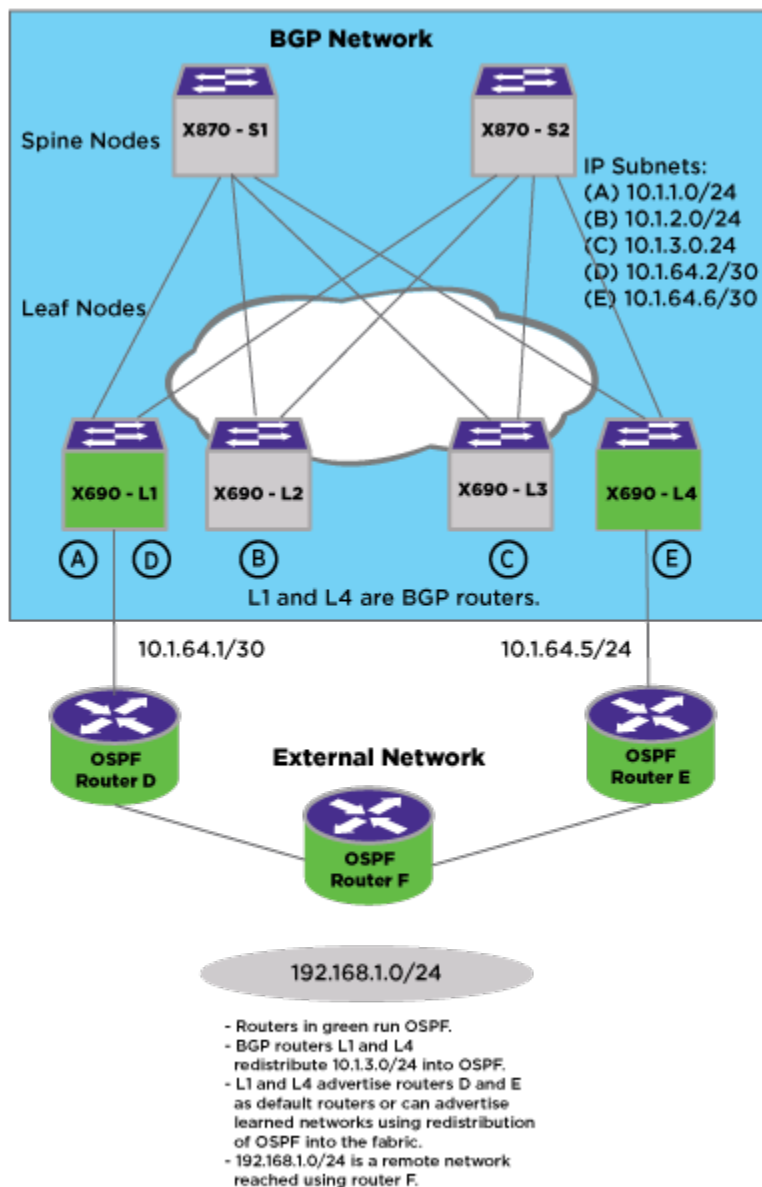 BGP Network
X870 - S1
X870 - S2
Spine Nodes
IP Subnets:
(A) 10.1.1.0/24
(B) 10.1.2.0/24
(C) 10.1.3.0.24
(D) 10.1.64.2/30
(E) 10.1.64.6/30
Leaf Nodes
X690 - L1
X690 - L2
X690 - L3
X690 - L4
A
D
B
C
E
L1 and L4 are BGP routers.
10.1.64.1/30
10.1.64.5/24
OSPF
Router D
External Network
OSPF
Router E
OSPF
Router F
192.168.1.0/24
- Routers in green run OSPF.
- BGP routers L1 and L4
redistribute 10.1.3.0/24 into OSPF.
- L1 and L4 advertise routers D and E
as default routers or can advertise
learned networks using redistribution
of OSPF into the fabric.
- 192.168.1.0/24 is a remote network
reached using router F.